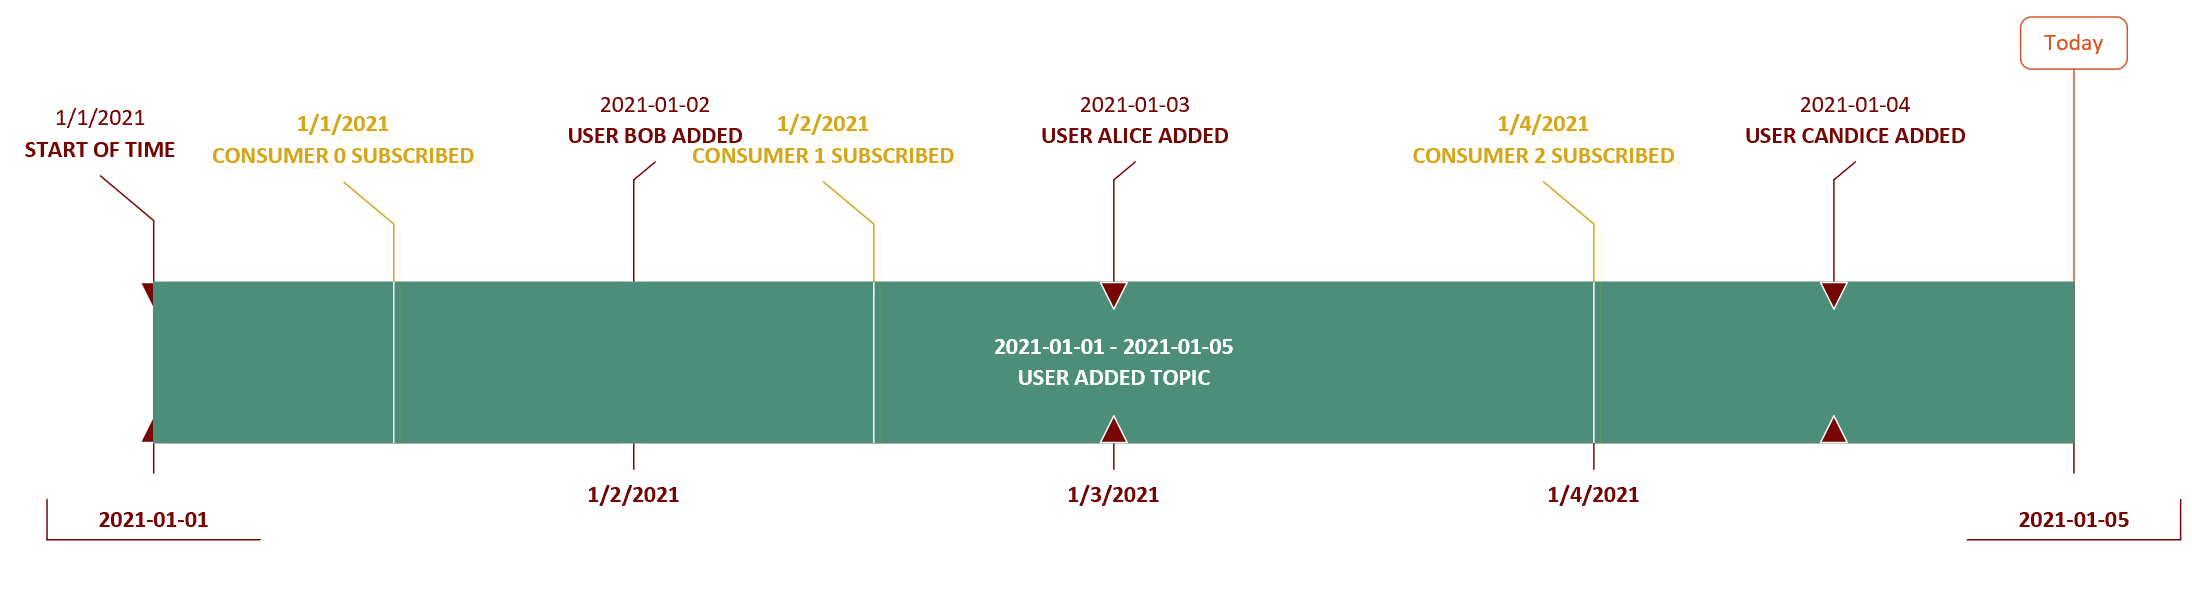 Today
1/1/2021
START OF TIME
1/1/2021
CONSUMER 0 SUBSCRIBED
2021-01-02
USER BOB ADDED
1/2/2021
CONSUMER 1 SUBSCRIBED
2021-01-03
USER ALICE ADDED
1/4/2021
CONSUMER 2 SUBSCRIBED
2021-01-04
USER CANDICE ADDED
2021-01-01 - 2021-01-05
USER ADDED TOPIC
2021-01-01
1/2/2021
1/3/2021
1/4/2021
2021-01-05